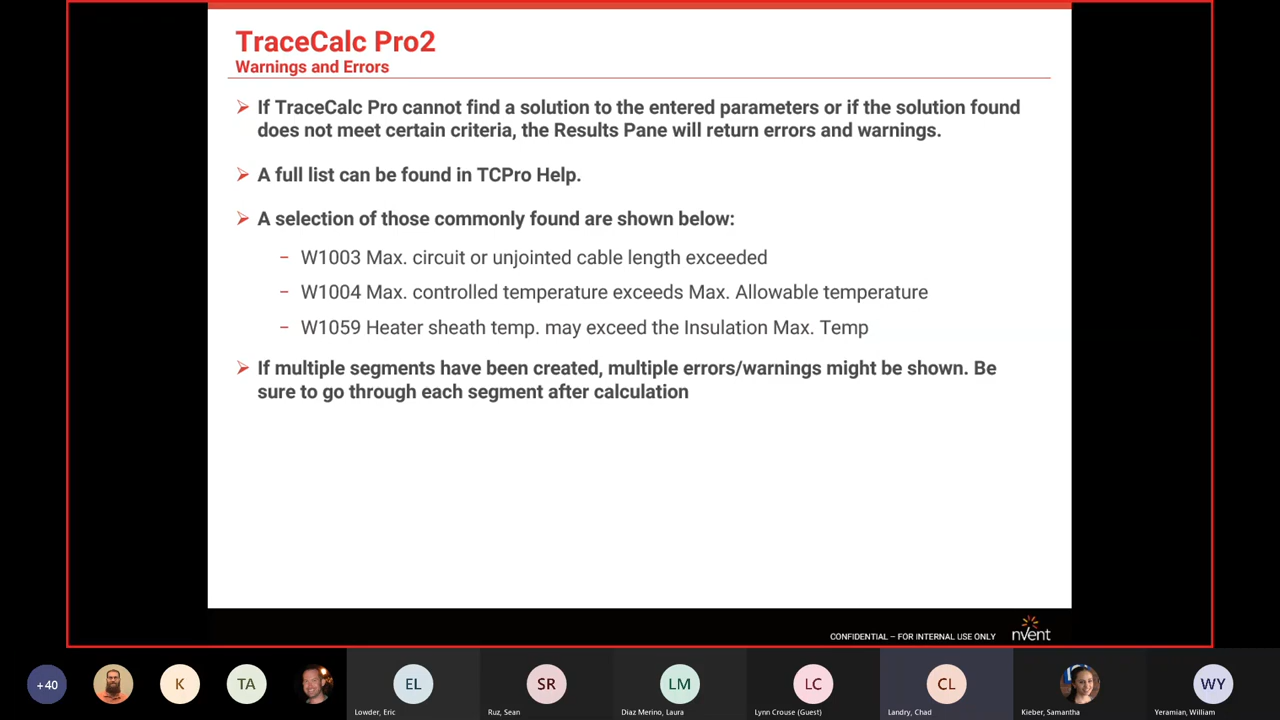 TraceCalc Pro2
Warnings and Errors
If TraceCalc Pro cannot find a solution to the entered parameters or if the solution found
does not meet certain criteria, the Results Pane will return errors and warnings.
A full list can be found in TCPro Help.
A selection of those commonly found are shown below:
W1003 Max. circuit or unjointed cable length exceeded
W1004 Max. controlled temperature exceeds Max. Allowable temperature
W1059 Heater sheath temp. may exceed the Insulation Max. Temp
If multiple segments have been created, multiple errors/warnings might be shown. Be
sure to go through each segment after calculation
CONFIDENTIAL – FOR INTERNAL USE ONLY
nvent
+40 K TA EL SR LM LC CL WY
Lowder, Eric Ruz, Sean Diaz Merino, Laura Lynn Crouse (Guest) Landry, Chad Kieber, Samantha Yeramian, William